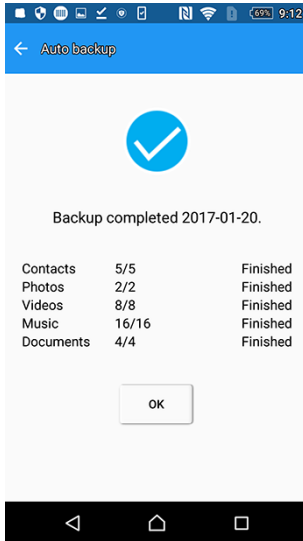 69% 9:12
Auto backup
Backup completed 2017-01-20.
Contacts 5/5 Finished
Photos 2/2 Finished
Videos 8/8 Finished
Music 16/16 Finished
Documents 4/4 Finished
OK